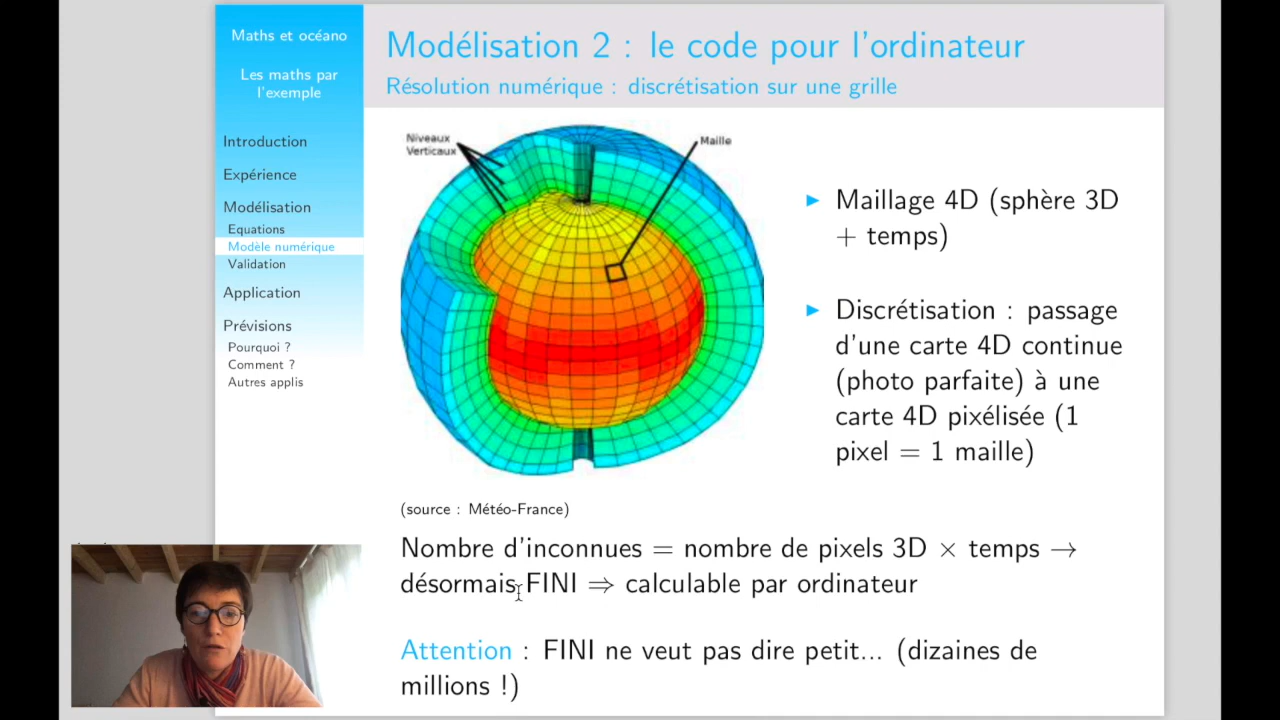 Maths et océano
Les maths par
l'exemple
Introduction
Expérience
Modélisation
Equations
Modèle numérique
Validation
Application
Prévisions
Pourquoi ?
Comment ?
Autres applis
Modélisation 2 : le code pour l'ordinateur
Résolution numérique : discrétisation sur une grille
Niveaux
Verticaux
Maille
▶ Maillage 4D (sphère 3D
+ temps)
▶ Discrétisation : passage
d'une carte 4D continue
(photo parfaite) à une
carte 4D pixélisée (1
pixel = 1 maille)
(source : Météo-France)
Nombre d'inconnues = nombre de pixels 3D × temps →
désormais FINI ⇒ calculable par ordinateur
Attention : FINI ne veut pas dire petit... (dizaines de
millions !)